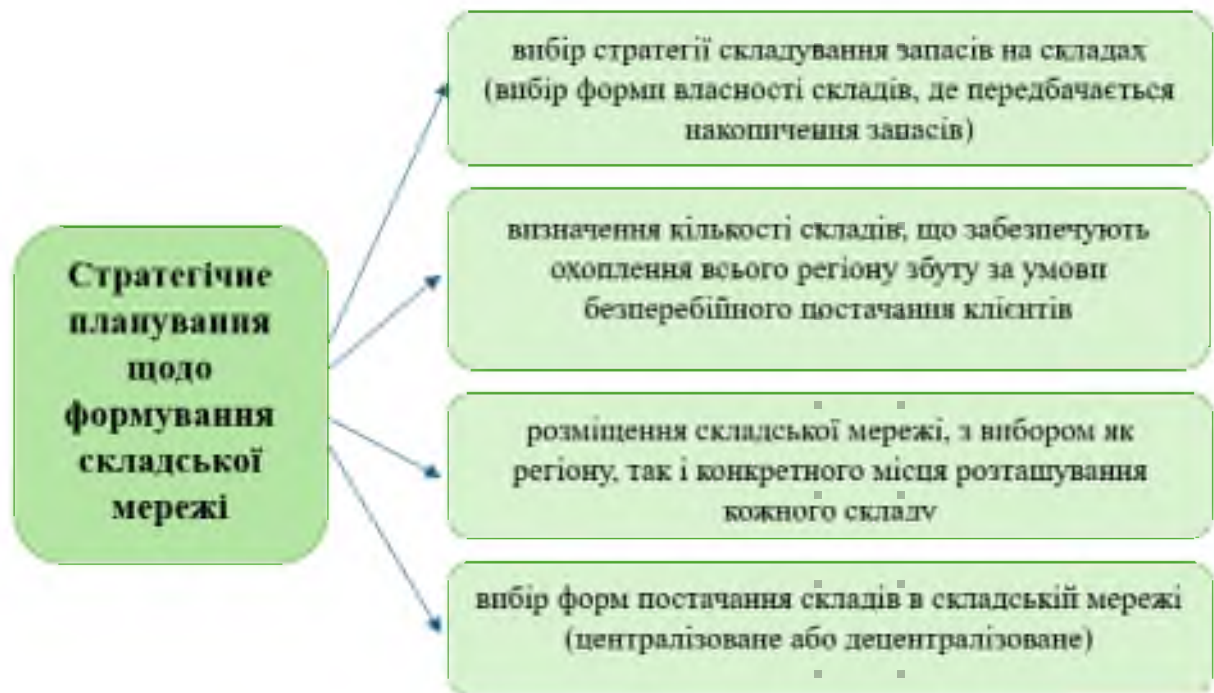 Стратегічне
планування
щодо
формування
складської
мережі
вибір стратегії складування запасів на складах
(вибір форми власності складів, де передбачається
накопичення запасів)
визначення кількості складів, що забезпечують
охоплення всього регіону збуту за умови
безперебійного постачання клієнтів
розміщення складської мережі, з вибором як
регіону, так і конкретного місця розташування
кожного складу
вибір форм постачання складів в складській мережі
(централізоване або децентралізоване)